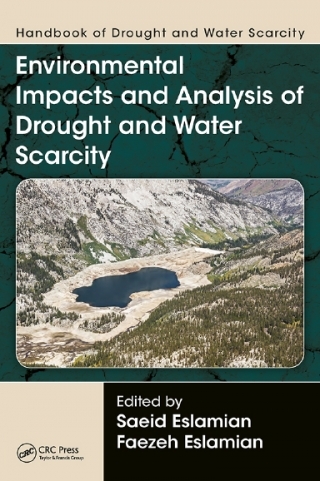 Handbook of Drought and Water Scarcity
Environmental
Impacts and Analysis of
Drought and Water
Scarcity
Edited by
Saeid Eslamian
Faezeh Eslamian
CRC
CRC Press
Taylor & Francis Group